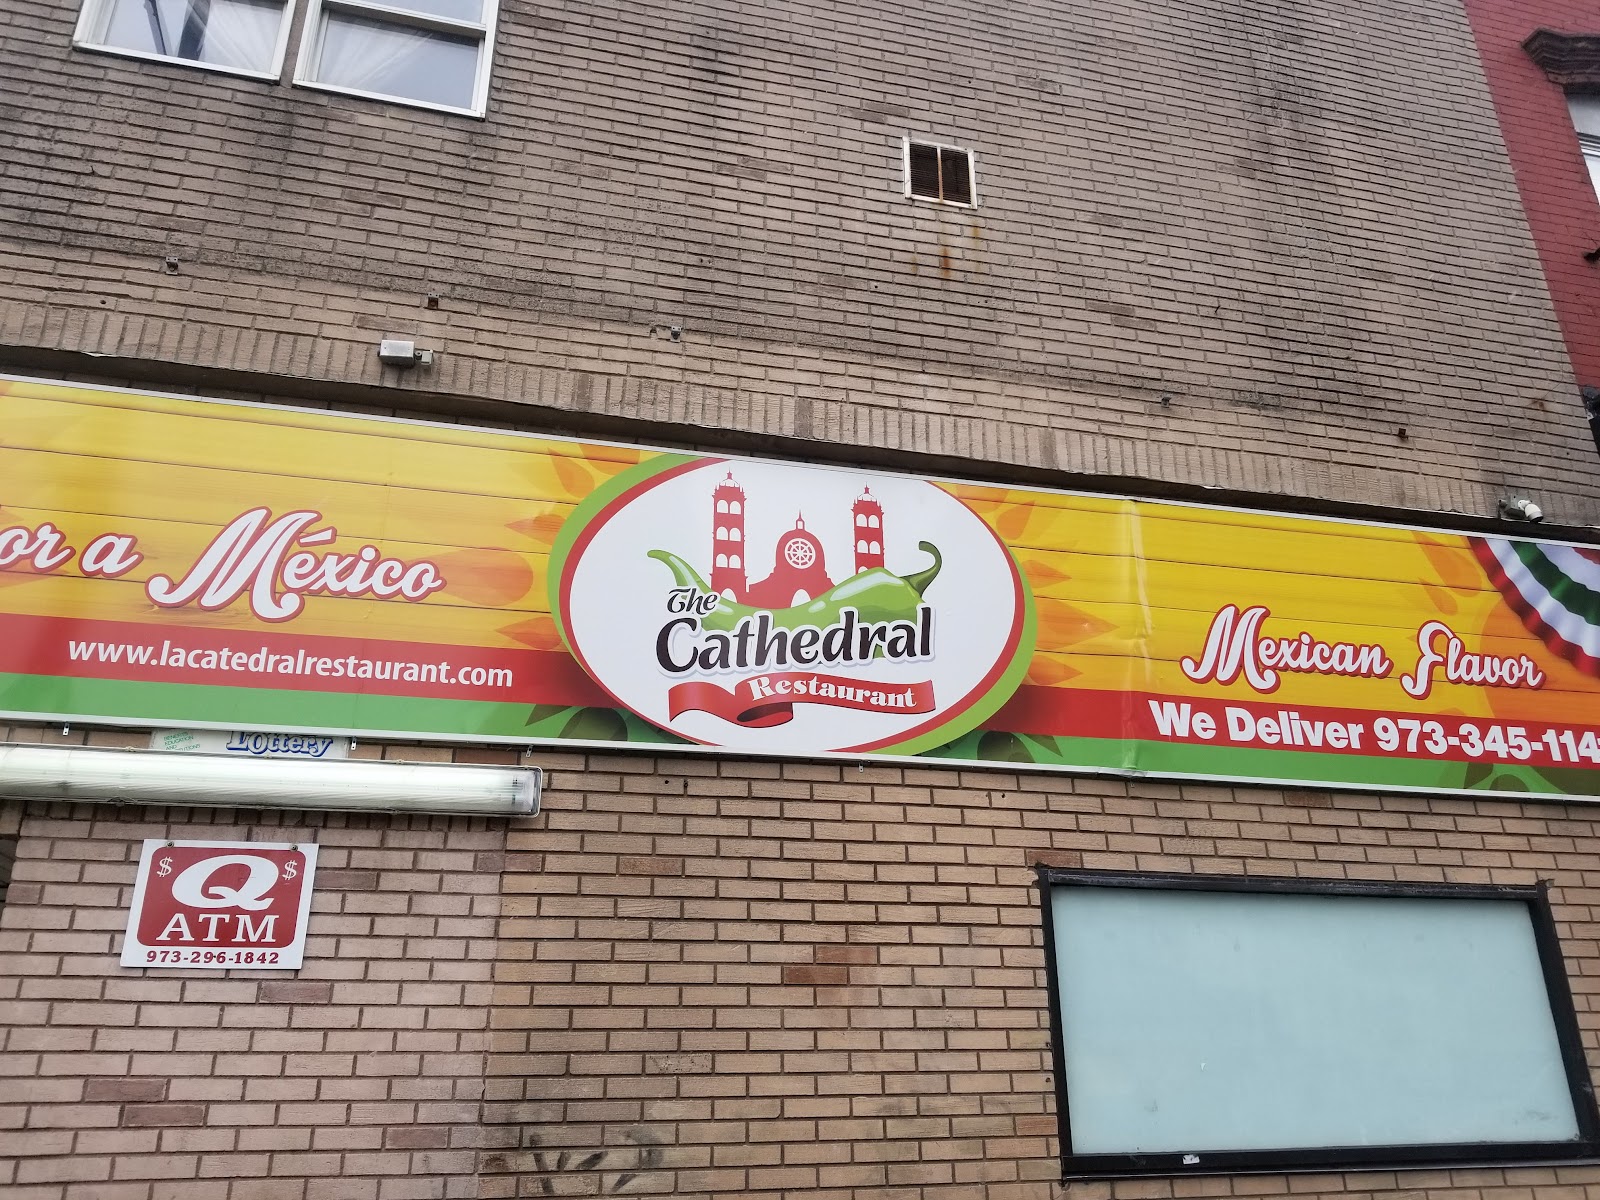 a México
www.lacatedralrestaurant.com
The
Cathedral
Restaurant
Mexican Flavor
We Deliver 973-345-114
Lottery
$ Q $
ATM
973-296-1842